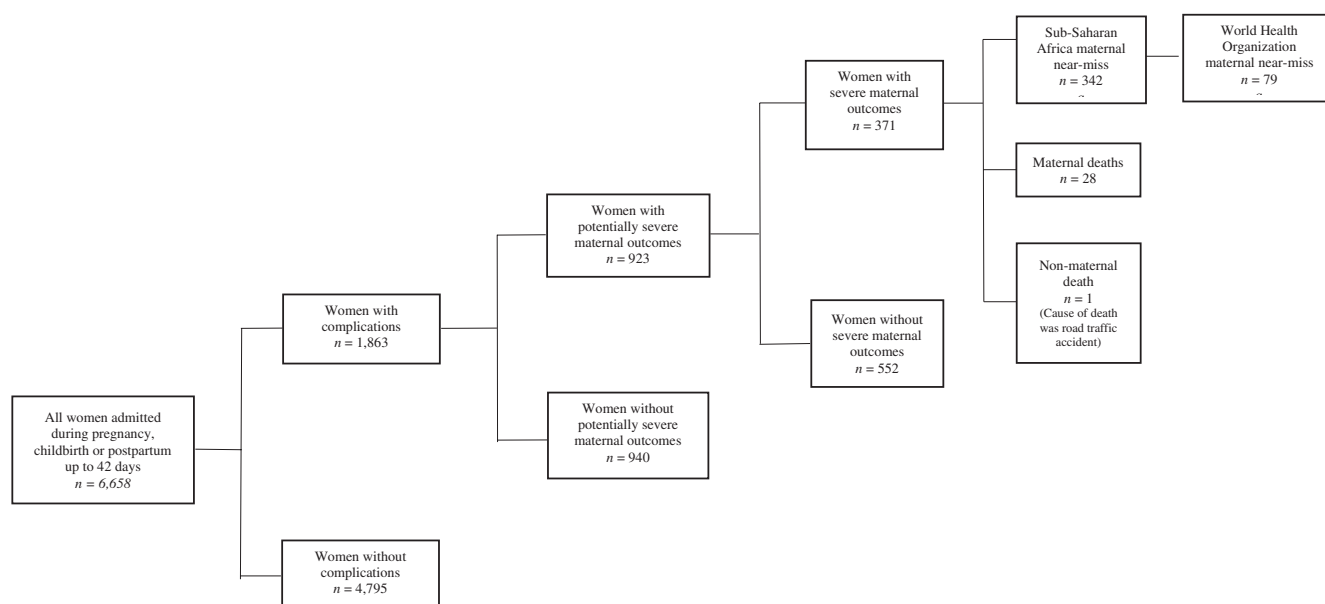 All women admitted
during pregnancy,
childbirth or postpartum
up to 42 days
n = 6,658
Women with
complications
n = 1,863
Women without
complications
n = 4,795
Women with
potentially severe
maternal outcomes
n = 923
Women without
potentially severe
maternal outcomes
n = 940
Women with
severe maternal
outcomes
n = 371
Women without
severe maternal
outcomes
n = 552
Sub-Saharan
Africa maternal
near-miss
n = 342
Maternal deaths
n = 28
Non-maternal
death
n = 1
(Cause of death
was road traffic
accident)
World Health
Organization
maternal near-miss
n = 79